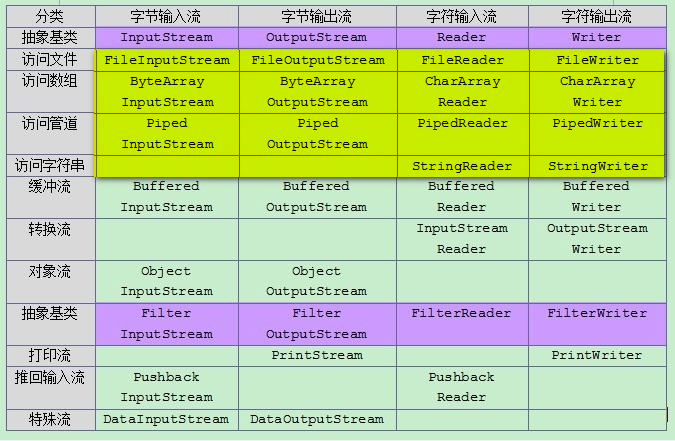 分类 字节输入流 字节输出流 字符输入流 字符输出流
抽象基类 InputStream OutputStream Reader Writer
访问文件 FileInputStream FileOutputStream FileReader FileWriter
访问数组 ByteArray ByteArray CharArray CharArray
InputStream OutputStream Reader Writer
访问管道 Piped Piped PipedReader PipedWriter
InputStream OutputStream
访问字符串 StringReader StringWriter
缓冲流 Buffered Buffered Buffered Buffered
InputStream OutputStream Reader Writer
转换流 InputStream OutputStream
Reader Writer
对象流 Object Object
InputStream OutputStream
抽象基类 Filter Filter FilterReader FilterWriter
InputStream OutputStream
打印流 PrintStream PrintWriter
推回输入流 Pushback Pushback
InputStream Reader
特殊流 DataInputStream DataOutputStream